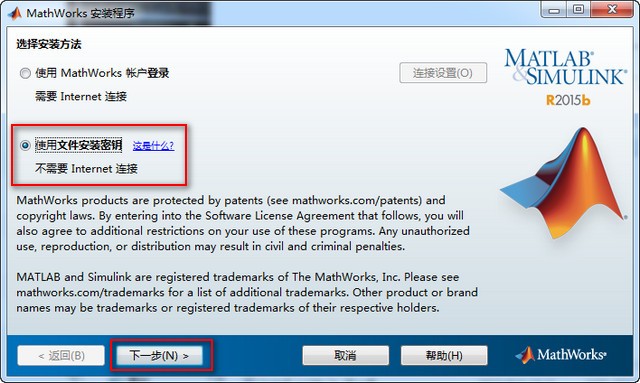 MathWorks 安装程序
选择安装方法
使用 MathWorks 帐户登录
连接设置(O)
需要 Internet 连接
使用文件安装密钥 这是什么?
不需要 Internet 连接
MATLAB®
&SIMULINK®
R2015b
MathWorks products are protected by patents (see mathworks.com/patents) and
copyright laws. By entering into the Software License Agreement that follows, you will
also agree to additional restrictions on your use of these programs. Any unauthorized
use, reproduction, or distribution may result in civil and criminal penalties.
MATLAB and Simulink are registered trademarks of The MathWorks, Inc. Please see
mathworks.com/trademarks for a list of additional trademarks. Other product or brand
names may be trademarks or registered trademarks of their respective holders.
< 返回(B) 下一步(N) > 取消 帮助(H) MathWorks®